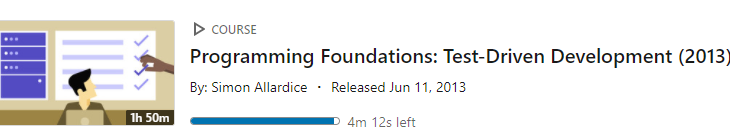 COURSE
Programming Foundations: Test-Driven Development (2013)
By: Simon Allardice · Released Jun 11, 2013
1h 50m
4m 12s left